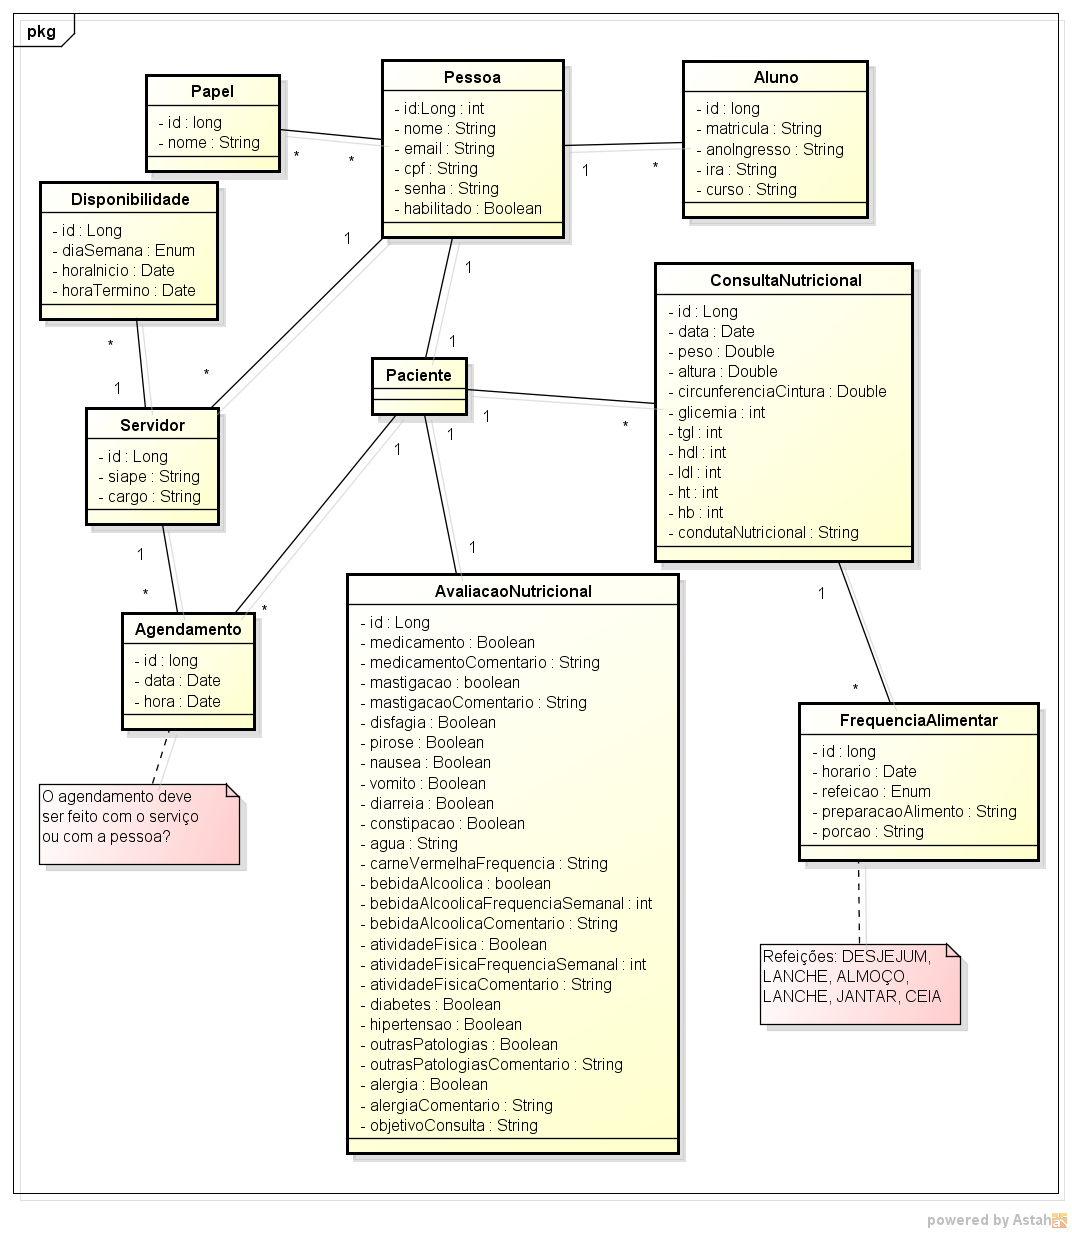 pkg
Papel
- id : long
- nome : String
Pessoa
- id:Long : int
- nome : String
- email : String
- cpf : String
- senha : String
- habilitado : Boolean
Aluno
- id : long
- matricula : String
- anoIngresso : String
- ira : String
- curso : String
*
*
1
*
Disponibilidade
- id : Long
- diaSemana : Enum
- horaInicio : Date
- horaTermino : Date
1
1
*
1
*
1
Paciente
1
1
1
*
ConsultaNutricional
- id : Long
- data : Date
- peso : Double
- altura : Double
- circunferenciaCintura : Double
- glicemia : int
- tgl : int
- hdl : int
- ldl : int
- ht : int
- hb : int
- condutaNutricional : String
Servidor
- id : Long
- siape : String
- cargo : String
1
*
*
1
1
*
Agendamento
- id : long
- data : Date
- hora : Date
O agendamento deve
ser feito com o serviço
ou com a pessoa?
AvaliacaoNutricional
- id : Long
- medicamento : Boolean
- medicamentoComentario : String
- mastigacao : boolean
- mastigacaoComentario : String
- disfagia : Boolean
- pirose : Boolean
- nausea : Boolean
- vomito : Boolean
- diarreia : Boolean
- constipacao : Boolean
- agua : String
- carneVermelhaFrequencia : String
- bebidaAlcoolica : boolean
- bebidaAlcoolicaFrequenciaSemanal : int
- bebidaAlcoolicaComentario : String
- atividadeFisica : Boolean
- atividadeFisicaFrequenciaSemanal : int
- atividadeFisicaComentario : String
- diabetes : Boolean
- hipertensao : Boolean
- outrasPatologias : Boolean
- outrasPatologiasComentario : String
- alergia : Boolean
- alergiaComentario : String
- objetivoConsulta : String
FrequenciaAlimentar
- id : long
- horario : Date
- refeicao : Enum
- preparacaoAlimento : String
- porcao : String
Refeições: DESJEJUM,
LANCHE, ALMOÇO,
LANCHE, JANTAR, CEIA
powered by Astah